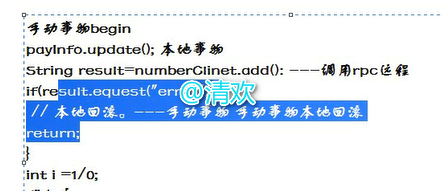 手动事物begin
payInfo.update(); 本地事物
String result=numberClinet.add(): ---调用rpc远程
if(result.equest("err
@清欢
// 本地回滚。---手动事物 手动事物本地回滚
return;
}
int i =1/0;